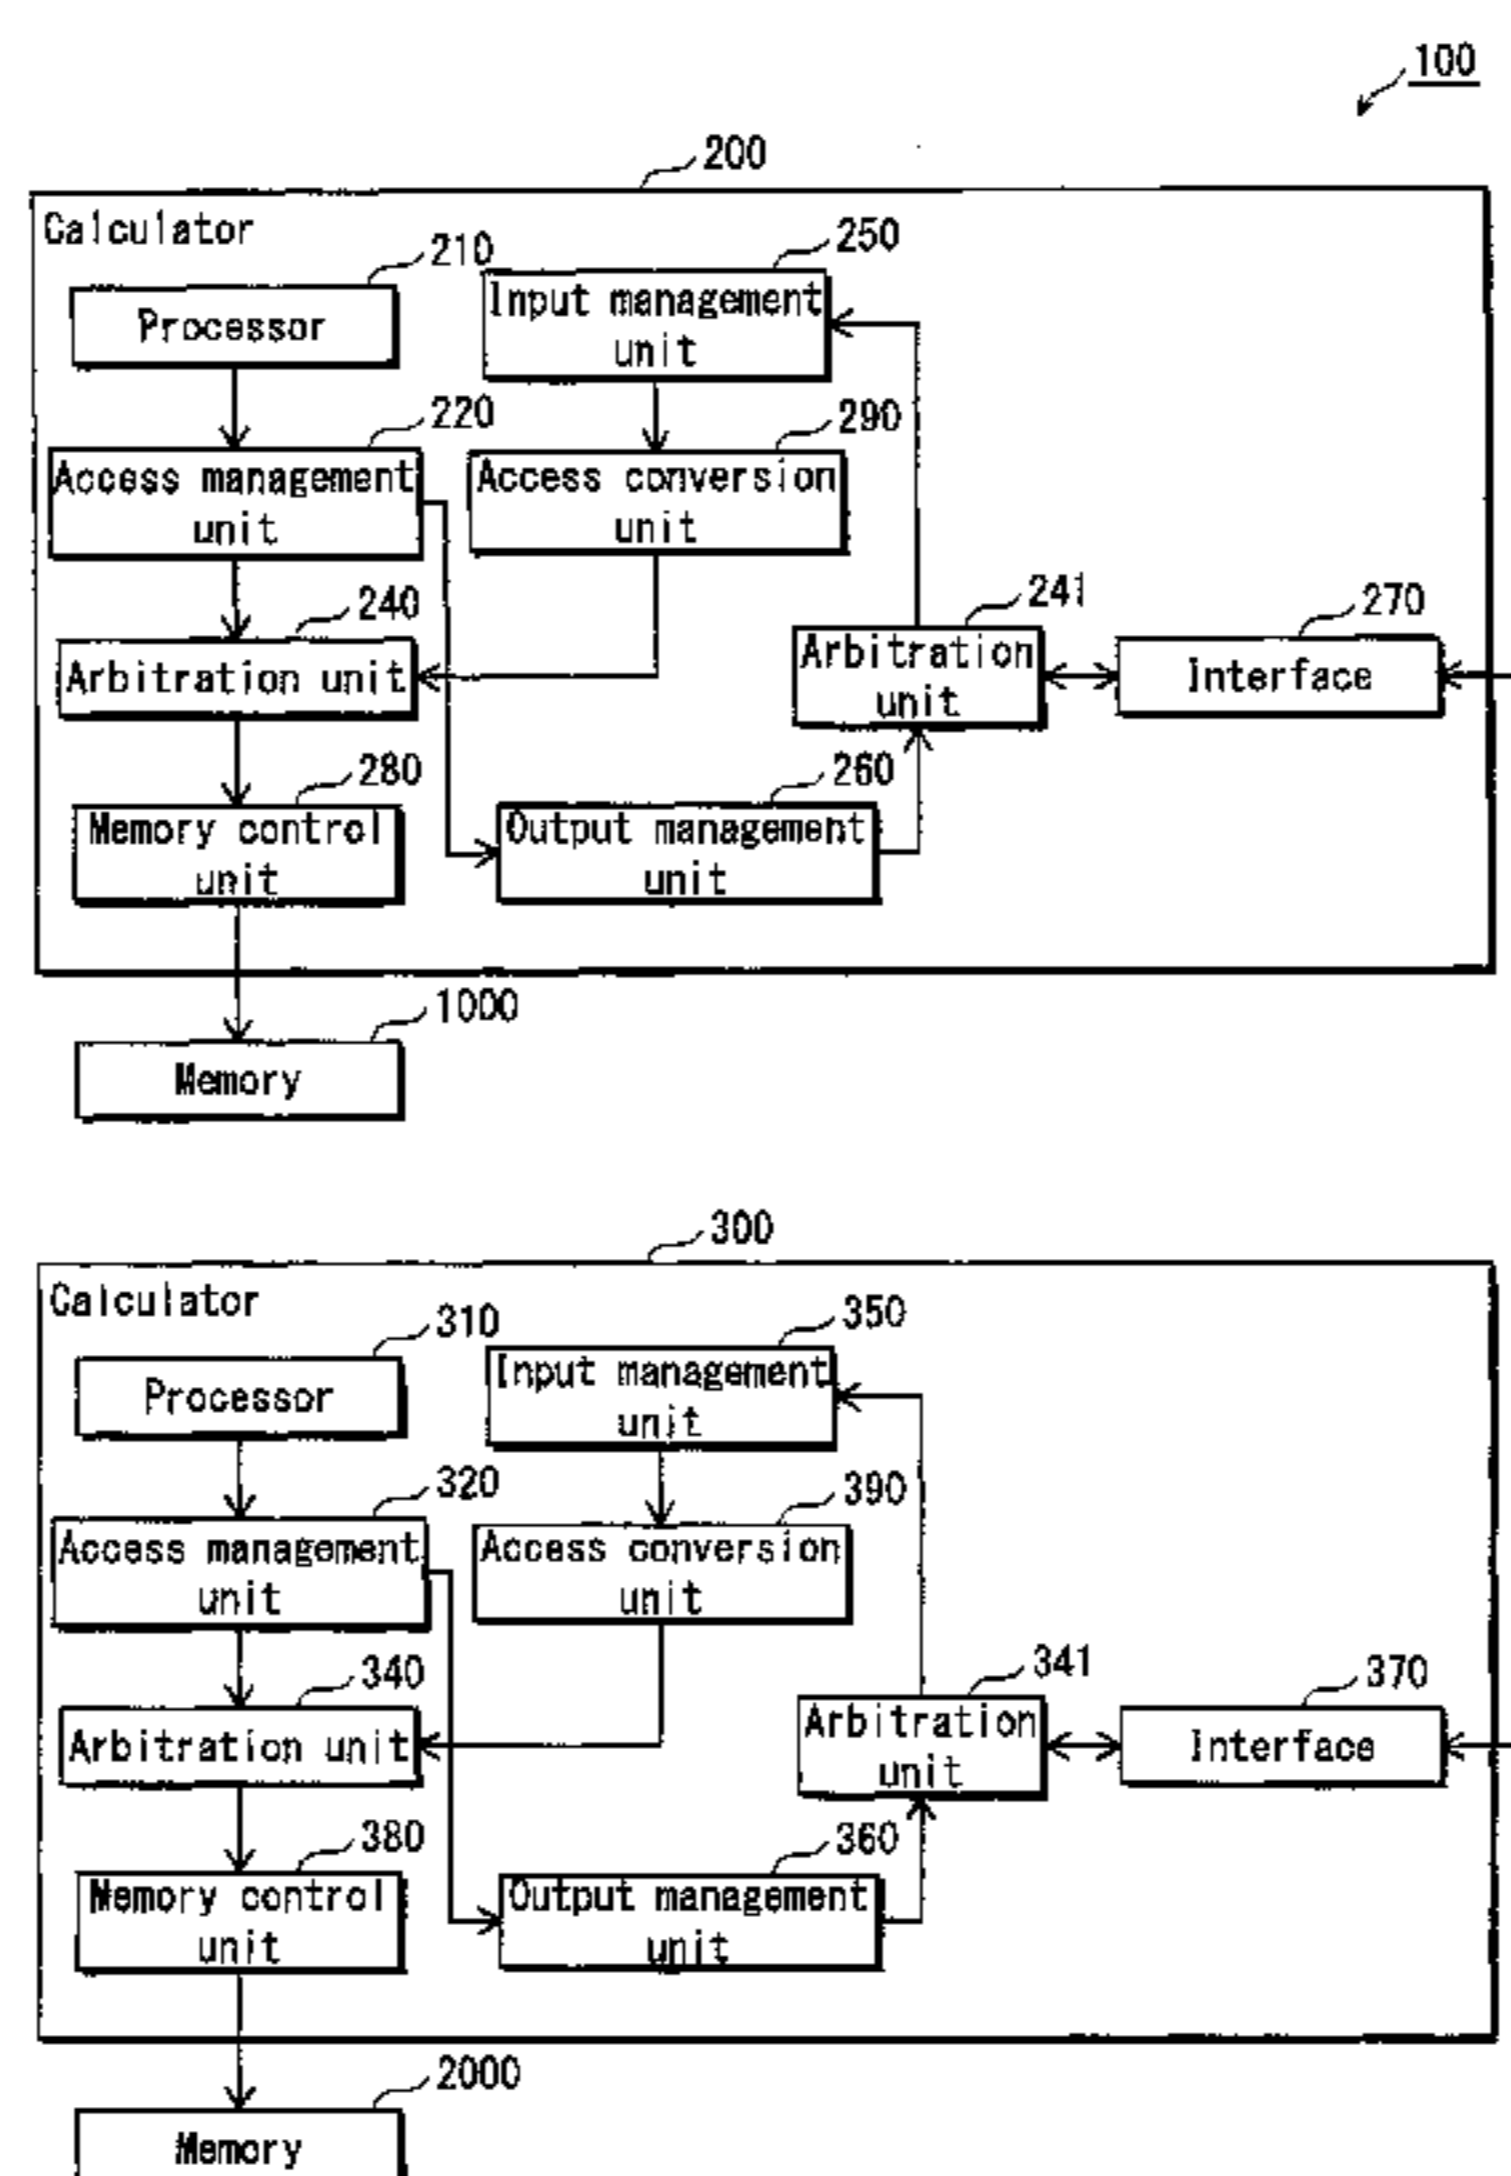 100
200
Calculator
210
250
Processor
Input management
unit
220
290
Access management
unit
Access conversion
unit
240
241
270
Arbitration unit
Arbitration
unit
Interface
280
260
Memory control
unit
Output management
unit
1000
Memory
300
Calculator
310
350
Processor
Input management
unit
320
390
Access management
unit
Access conversion
unit
340
341
370
Arbitration unit
Arbitration
unit
Interface
380
360
Memory control
unit
Output management
unit
2000
Memory